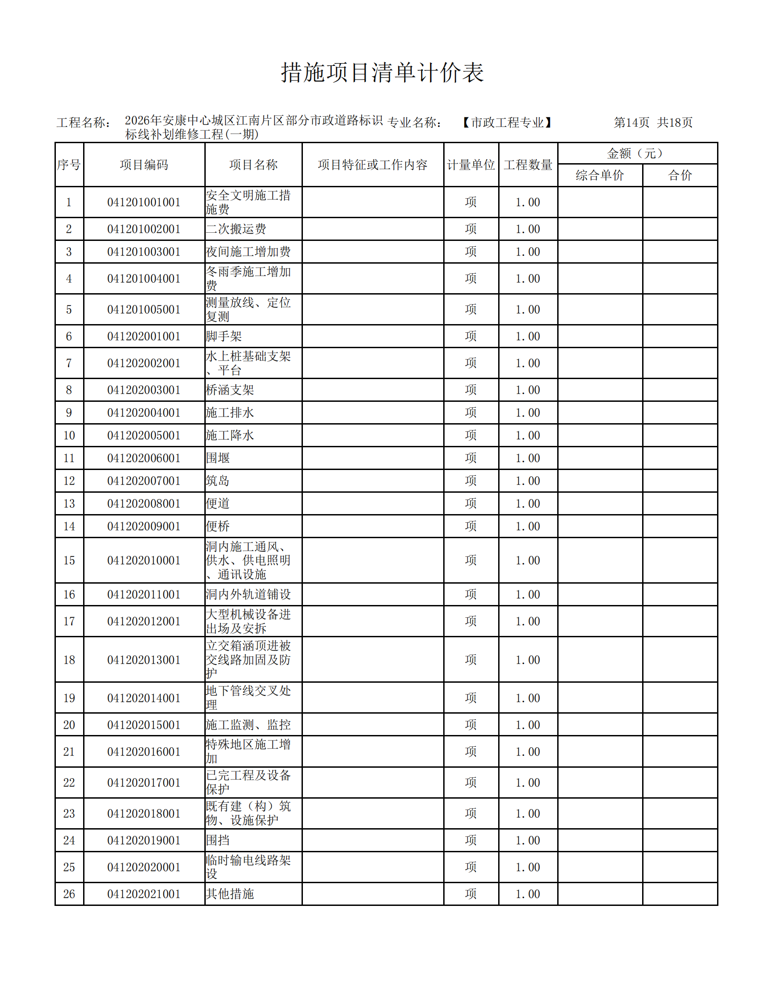 措施项目清单计价表
工程名称： 2026年安康中心城区江南片区部分市政道路标识 专业名称： 【市政工程专业】 第14页 共18页
标线补划维修工程(一期)
序号 项目编码 项目名称 项目特征或工作内容 计量单位 工程数量 金额（元）
综合单价 合价
1 041201001001 安全文明施工措 项 1.00
施费
2 041201002001 二次搬运费 项 1.00
3 041201003001 夜间施工增加费 项 1.00
4 041201004001 冬雨季施工增加 项 1.00
费
5 041201005001 测量放线、定位 项 1.00
复测
6 041202001001 脚手架 项 1.00
7 041202002001 水上桩基础支架 项 1.00
、平台
8 041202003001 桥涵支架 项 1.00
9 041202004001 施工排水 项 1.00
10 041202005001 施工降水 项 1.00
11 041202006001 围堰 项 1.00
12 041202007001 筑岛 项 1.00
13 041202008001 便道 项 1.00
14 041202009001 便桥 项 1.00
15 041202010001 洞内施工通风、 项 1.00
供水、供电照明
、通讯设施
16 041202011001 洞内外轨道铺设 项 1.00
17 041202012001 大型机械设备进 项 1.00
出场及安拆
18 041202013001 立交箱涵顶进被 项 1.00
交线路加固及防
护
19 041202014001 地下管线交叉处 项 1.00
理
20 041202015001 施工监测、监控 项 1.00
21 041202016001 特殊地区施工增 项 1.00
加
22 041202017001 已完工程及设备 项 1.00
保护
23 041202018001 既有建（构）筑 项 1.00
物、设施保护
24 041202019001 围挡 项 1.00
25 041202020001 临时输电线路架 项 1.00
设
26 041202021001 其他措施 项 1.00